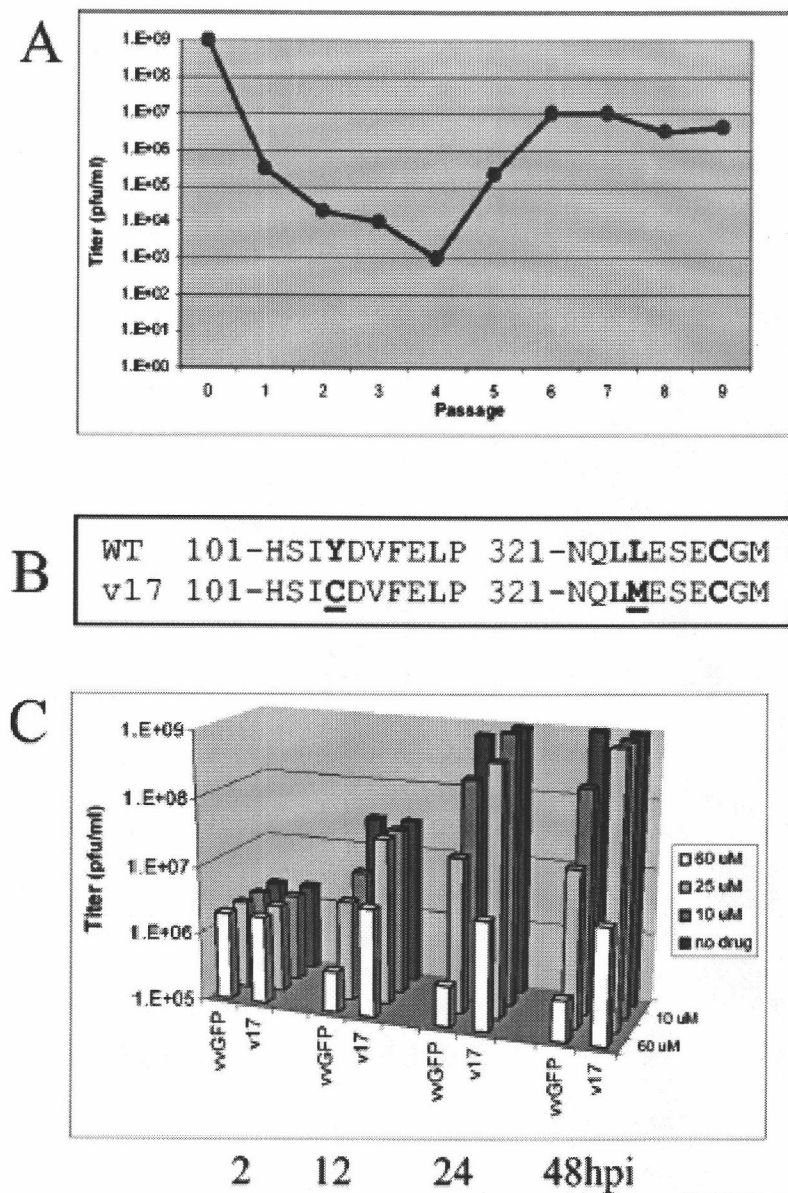 A
1.E+09
1.E+08
1.E+07
1.E+06
1.E+05
1.E+04
1.E+03
1.E+02
1.E+01
1.E+00
Titer (pfu/ml)
0 1 2 3 4 5 6 7 8 9
Passage
B
WT 101-HSIYDVFELP 321-NQLLESECGM
v17 101-HSICDVFELP 321-NQLMESECGM
C
1.E+09
1.E+08
1.E+07
1.E+06
1.E+05
Titer (pfu/ml)
vvGFP v17 vvGFP v17 vvGFP v17 vvGFP v17
10 uM
60 uM
60 uM
25 uM
10 uM
no drug
2 12 24 48hpi